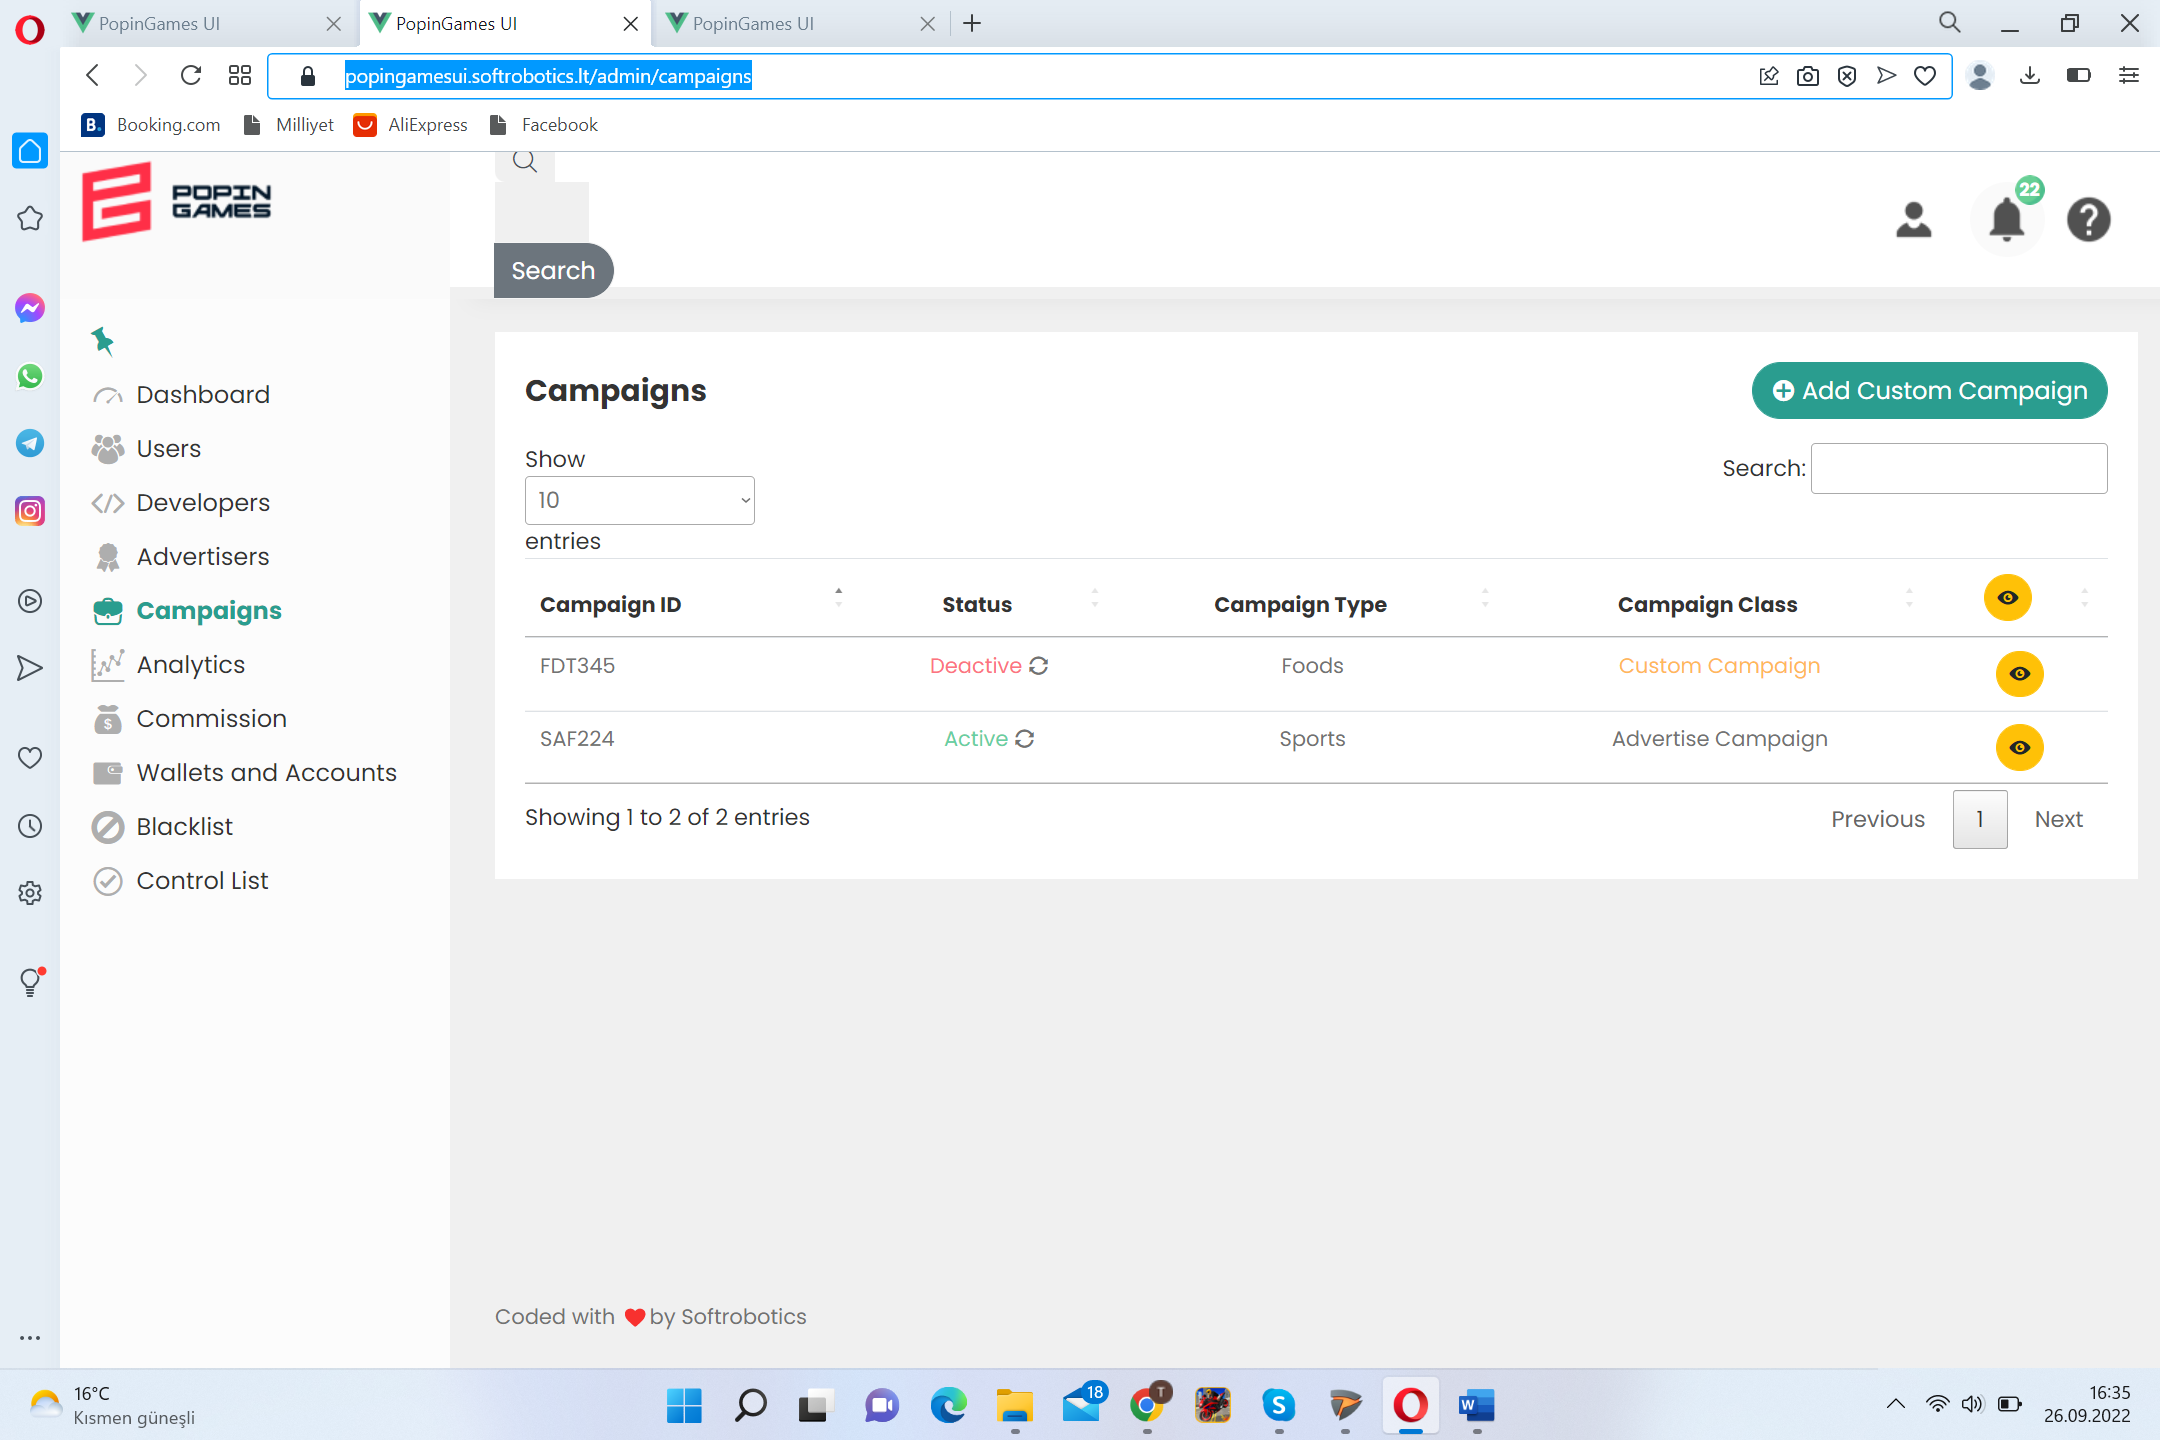 PopinGames UI
PopinGames UI
PopinGames UI
popingamesui.softrobotics.lt/admin/campaigns
B. Booking.com
Milliyet
AliExpress
Facebook
POPIN
GAMES
22
Search
Dashboard
Users
Developers
Advertisers
Campaigns
Analytics
Commission
Wallets and Accounts
Blacklist
Control List
Campaigns
Add Custom Campaign
Show
10
entries
Search:
Campaign ID Status Campaign Type Campaign Class
FDT345 Deactive Foods Custom Campaign
SAF224 Active Sports Advertise Campaign
Showing 1 to 2 of 2 entries
Previous 1 Next
Coded with ❤ by Softrobotics
16°C
Kısmen güneşli
18
T
S
W
16:35
26.09.2022